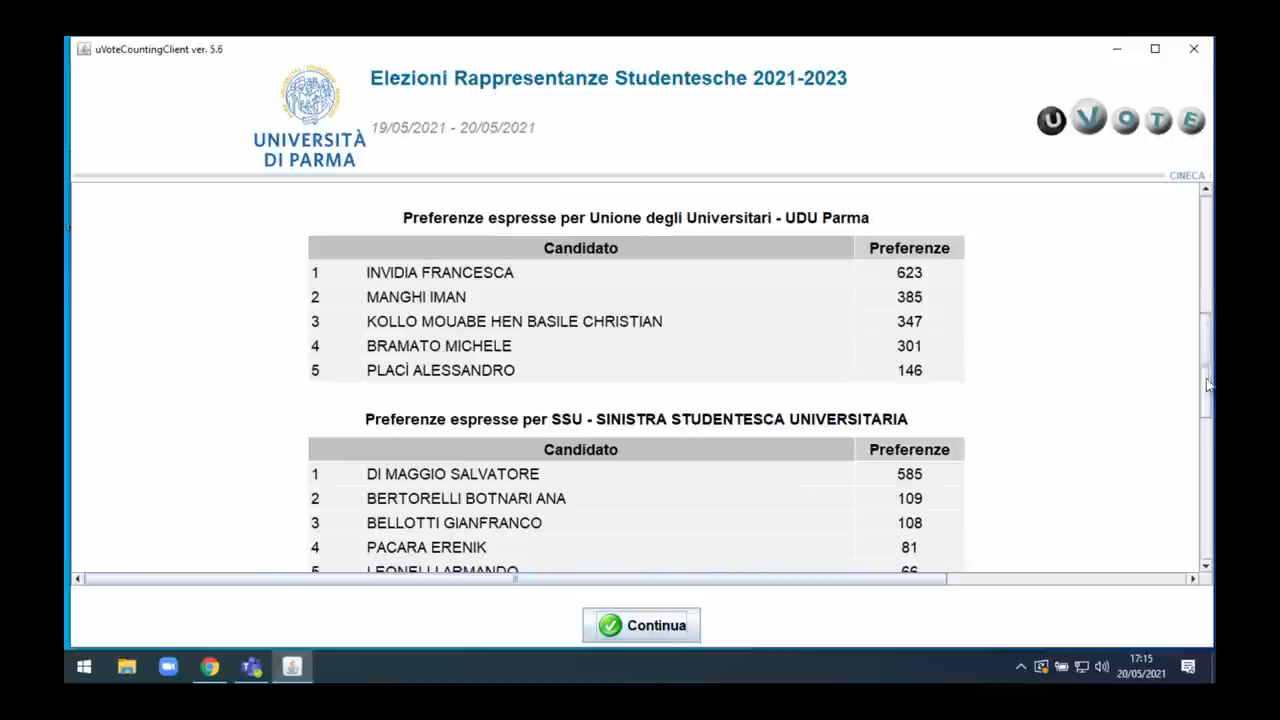 uVoteCountingClient ver. 5.6
Elezioni Rappresentanze Studentesche 2021-2023
19/05/2021 - 20/05/2021
UNIVERSITÀ
DI PARMA
U V O T E
CINECA
Preferenze espresse per Unione degli Universitari - UDU Parma
Candidato Preferenze
1 INVIDIA FRANCESCA 623
2 MANGHI IMAN 385
3 KOLLO MOUABE HEN BASILE CHRISTIAN 347
4 BRAMATO MICHELE 301
5 PLACÌ ALESSANDRO 146
Preferenze espresse per SSU - SINISTRA STUDENTESCA UNIVERSITARIA
Candidato Preferenze
1 DI MAGGIO SALVATORE 585
2 BERTORELLI BOTNARI ANA 109
3 BELLOTTI GIANFRANCO 108
4 PACARA ERENIK 81
5 LEONELLI ARMANDO 66
Continua
17:15
20/05/2021